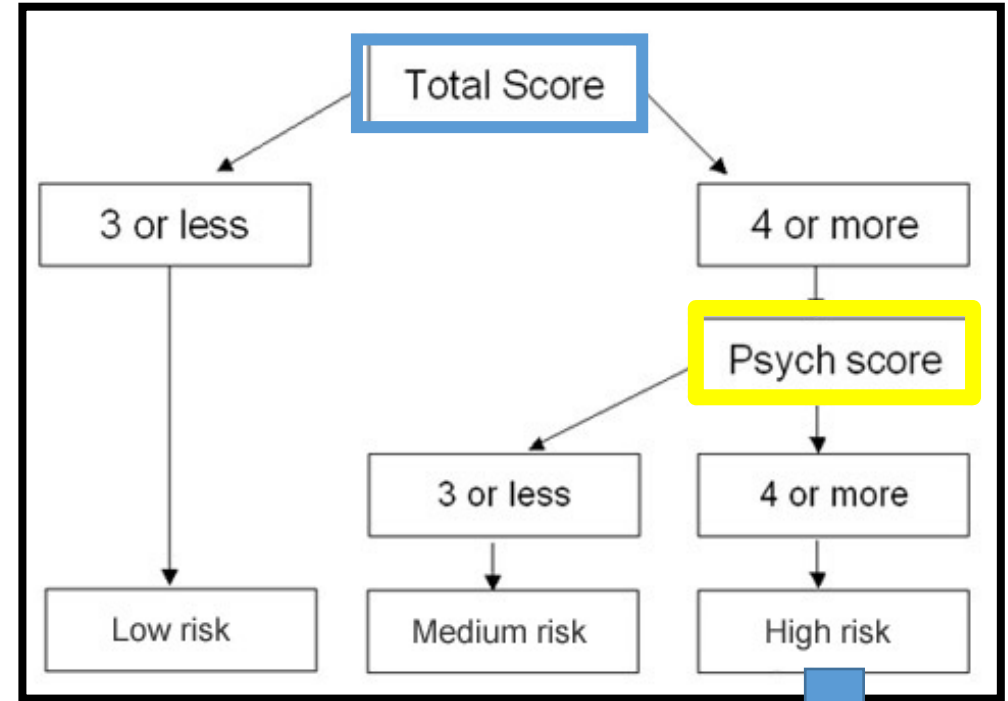 Total Score
3 or less
4 or more
Psych score
3 or less
4 or more
Low risk
Medium risk
High risk